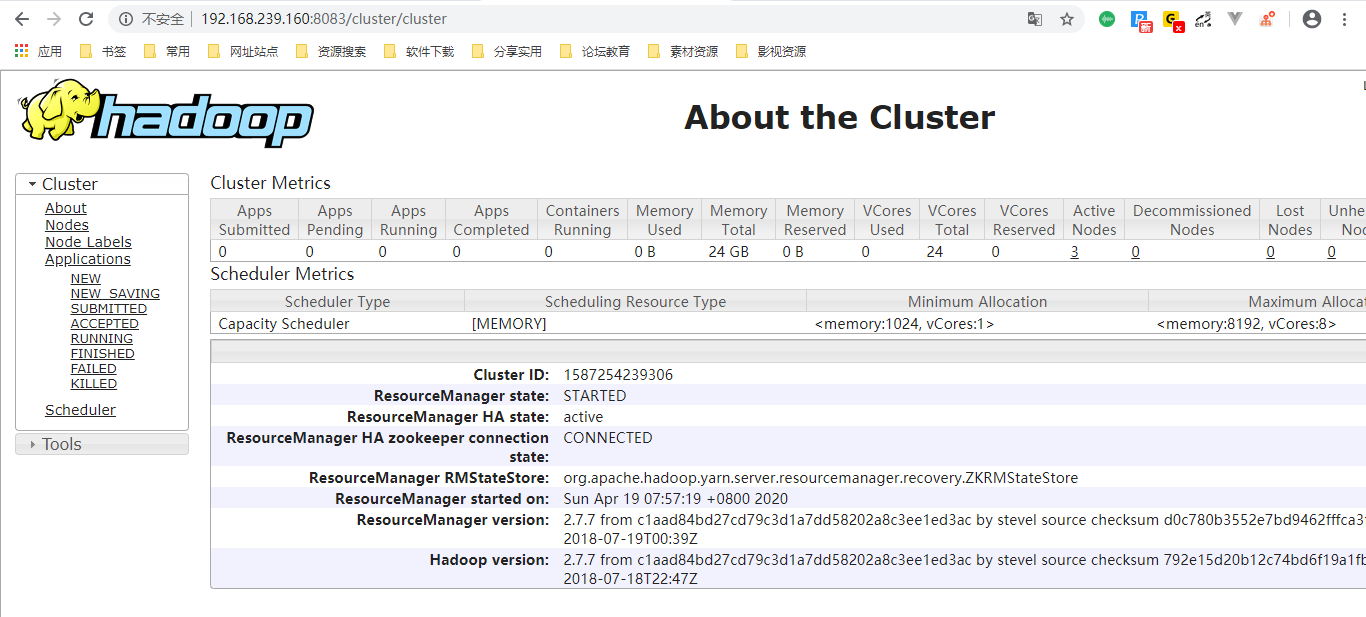 不安全 192.168.239.160:8083/cluster/cluster
应用 书签 常用 网址站点 资源搜索 软件下载 分享实用 论坛教育 素材资源 影视资源
hadoop
About the Cluster
Cluster
About
Nodes
Node Labels
Applications
NEW
NEW_SAVING
SUBMITTED
ACCEPTED
RUNNING
FINISHED
FAILED
KILLED
Scheduler
Tools
Cluster Metrics
Apps Submitted Apps Pending Apps Running Apps Completed Containers Running Memory Used Memory Total Memory Reserved VCores Used VCores Total VCores Reserved Active Nodes Decommissioned Nodes Lost Nodes
0 0 0 0 0 0 B 24 GB 0 B 0 24 0 3 0 0 0
Scheduler Metrics
Scheduler Type Scheduling Resource Type Minimum Allocation Maximum Allocat
Capacity Scheduler [MEMORY] <memory:1024, vCores:1> <memory:8192, vCores:8>
Cluster ID: 1587254239306
ResourceManager state: STARTED
ResourceManager HA state: active
ResourceManager HA zookeeper connection state: CONNECTED
ResourceManager RMStateStore: org.apache.hadoop.yarn.server.resourcemanager.recovery.ZKRMStateStore
ResourceManager started on: Sun Apr 19 07:57:19 +0800 2020
ResourceManager version: 2.7.7 from c1aad84bd27cd79c3d1a7dd58202a8c3ee1ed3ac by stevel source checksum d0c780b3552e7bd9462fffca3
2018-07-19T00:39Z
Hadoop version: 2.7.7 from c1aad84bd27cd79c3d1a7dd58202a8c3ee1ed3ac by stevel source checksum 792e15d20b12c74bd6f19a1fb
2018-07-18T22:47Z